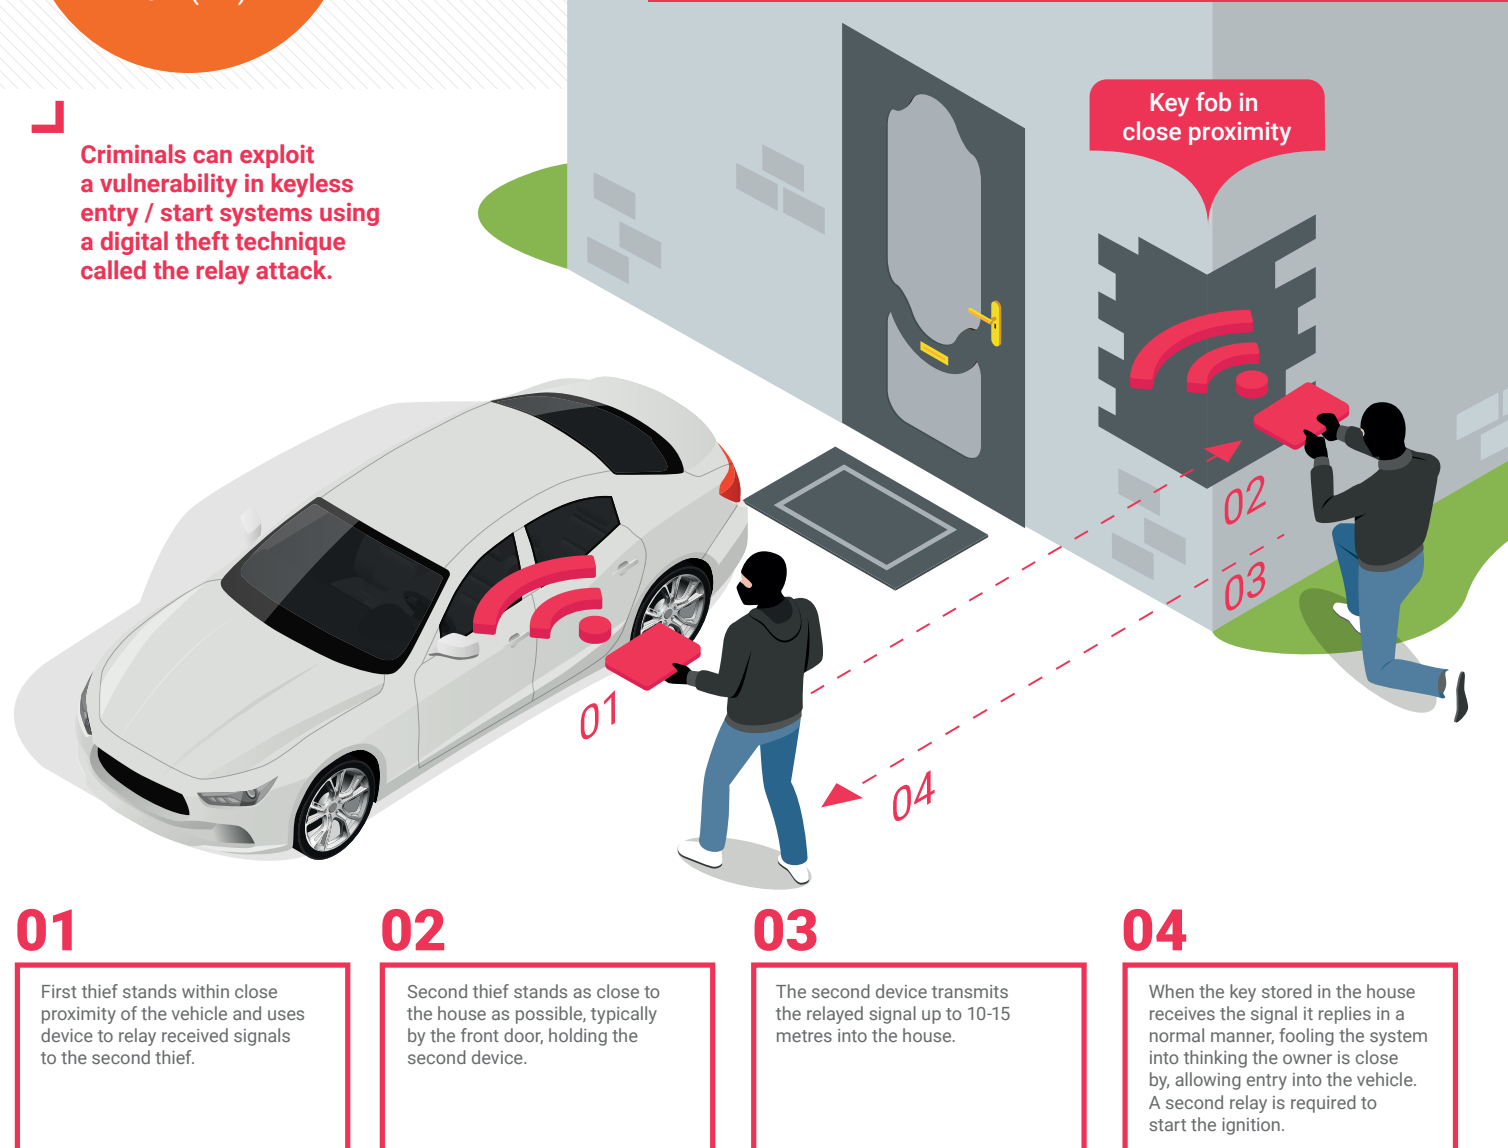 Criminals can exploit
a vulnerability in keyless
entry / start systems using
a digital theft technique
called the relay attack.
Key fob in
close proximity
02
03
01
04
01
First thief stands within close
proximity of the vehicle and uses
device to relay received signals
to the second thief.
02
Second thief stands as close to
the house as possible, typically
by the front door, holding the
second device.
03
The second device transmits
the relayed signal up to 10-15
metres into the house.
04
When the key stored in the house
receives the signal it replies in a
normal manner, fooling the system
into thinking the owner is close
by, allowing entry into the vehicle.
A second relay is required to
start the ignition.